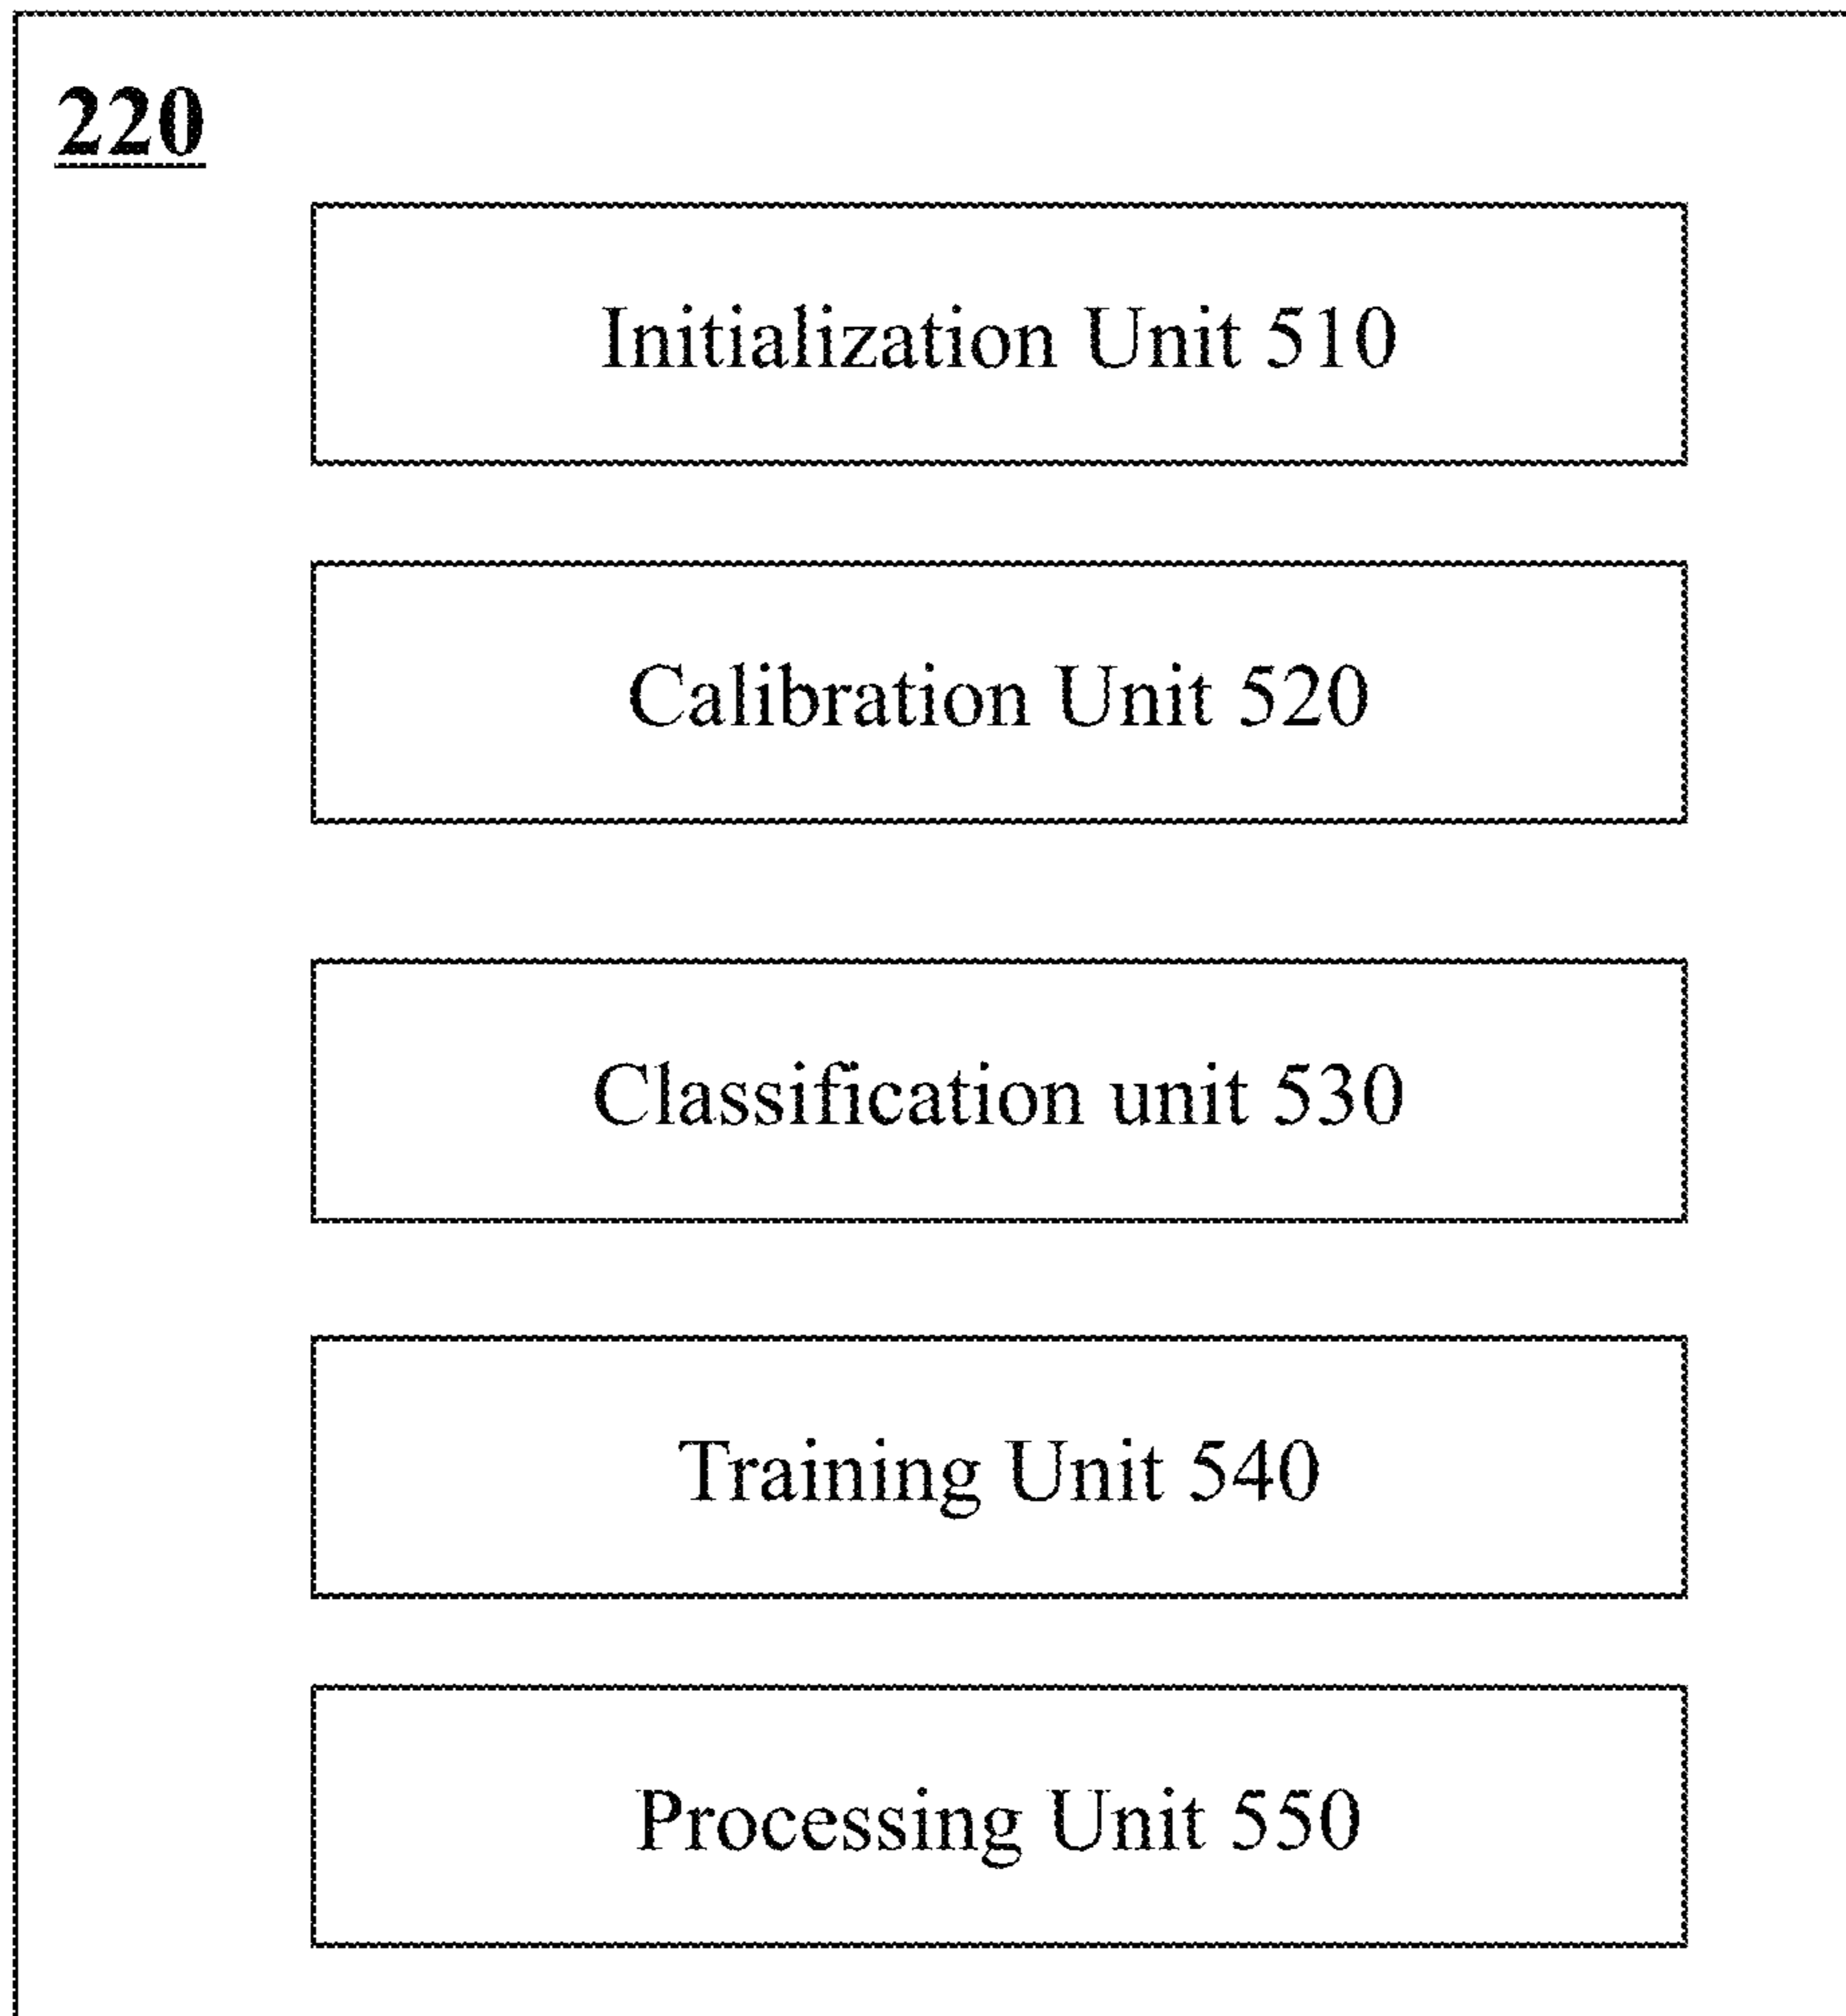 220
Initialization Unit 510
Calibration Unit 520
Classification unit 530
Training Unit 540
Processing Unit 550